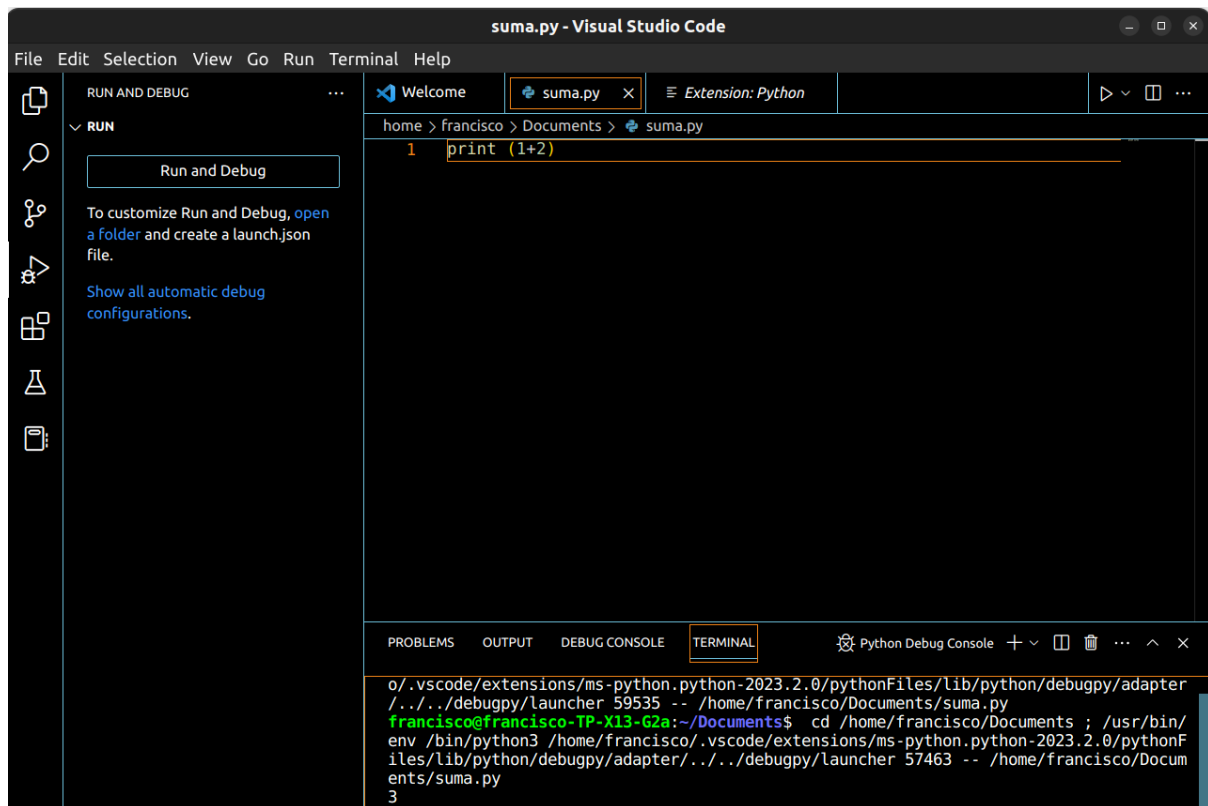 suma.py - Visual Studio Code
File Edit Selection View Go Run Terminal Help
RUN AND DEBUG
RUN
Run and Debug
To customize Run and Debug, open
a folder and create a launch.json
file.
Show all automatic debug
configurations.
Welcome
suma.py
Extension: Python
home > francisco > Documents > suma.py
1 print (1+2)
PROBLEMS OUTPUT DEBUG CONSOLE TERMINAL
Python Debug Console
o/.vscode/extensions/ms-python.python-2023.2.0/pythonFiles/lib/python/debugpy/adapter
/../../debugpy/launcher 59535 -- /home/francisco/Documents/suma.py
francisco@francisco-TP-X13-G2a:~/Documents$ cd /home/francisco/Documents ; /usr/bin/
env /bin/python3 /home/francisco/.vscode/extensions/ms-python.python-2023.2.0/pythonF
iles/lib/python/debugpy/adapter/../../debugpy/launcher 57463 -- /home/francisco/Docum
ents/suma.py
3